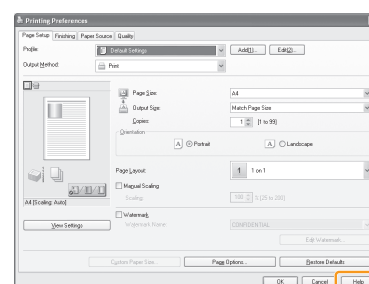 Printing Preferences
Page Setup Finishing Paper Source Quality
Profile: Default Settings Add(1)... Edit(2)...
Output Method: Print
Page Size: A4
Output Size: Match Page Size
Copies: 1 [1 to 99]
Orientation
A Portrait A Landscape
Page Layout: 1 1 on 1
Manual Scaling
Scaling: 100 % [25 to 200]
A4 [Scaling: Auto]
View Settings
Watermark
Watermark Name: CONFIDENTIAL
Edit Watermark...
Custom Paper Size... Page Options... Restore Defaults
OK Cancel Help